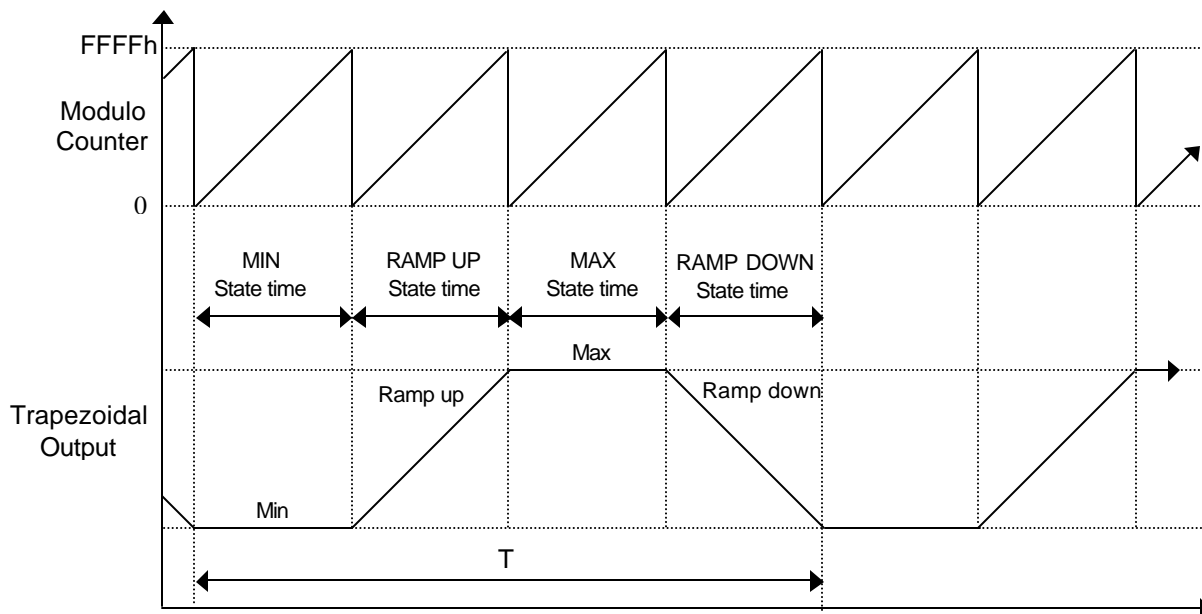 FFFFh
Modulo
Counter
0
MIN
State time
RAMP UP
State time
MAX
State time
RAMP DOWN
State time
Max
Ramp up
Ramp down
Trapezoidal
Output
Min
T